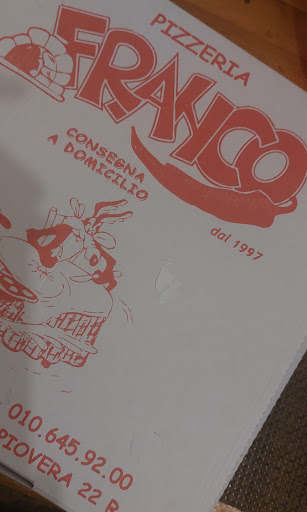 PIZZERIA
FRANCO
CONSEGNA
A DOMICILIO
dal 1997
010.645.92.00
PIOVERA 22 R